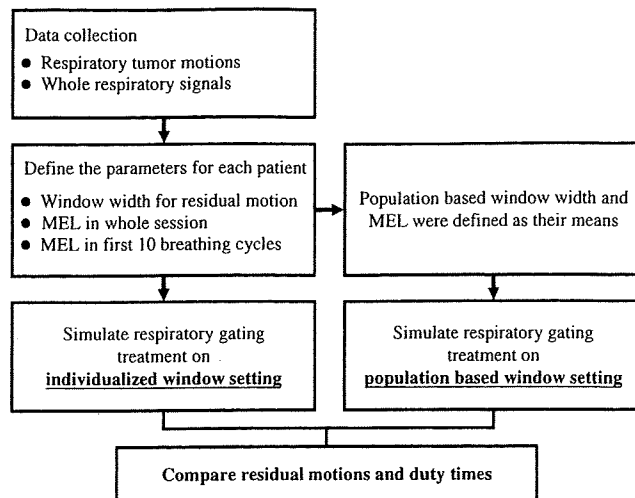 Data collection
● Respiratory tumor motions
● Whole respiratory signals
Define the parameters for each patient
● Window width for residual motion
● MEL in whole session
● MEL in first 10 breathing cycles
Population based window width and
MEL were defined as their means
Simulate respiratory gating
treatment on
individualized window setting
Simulate respiratory gating
treatment on
population based window setting
Compare residual motions and duty times